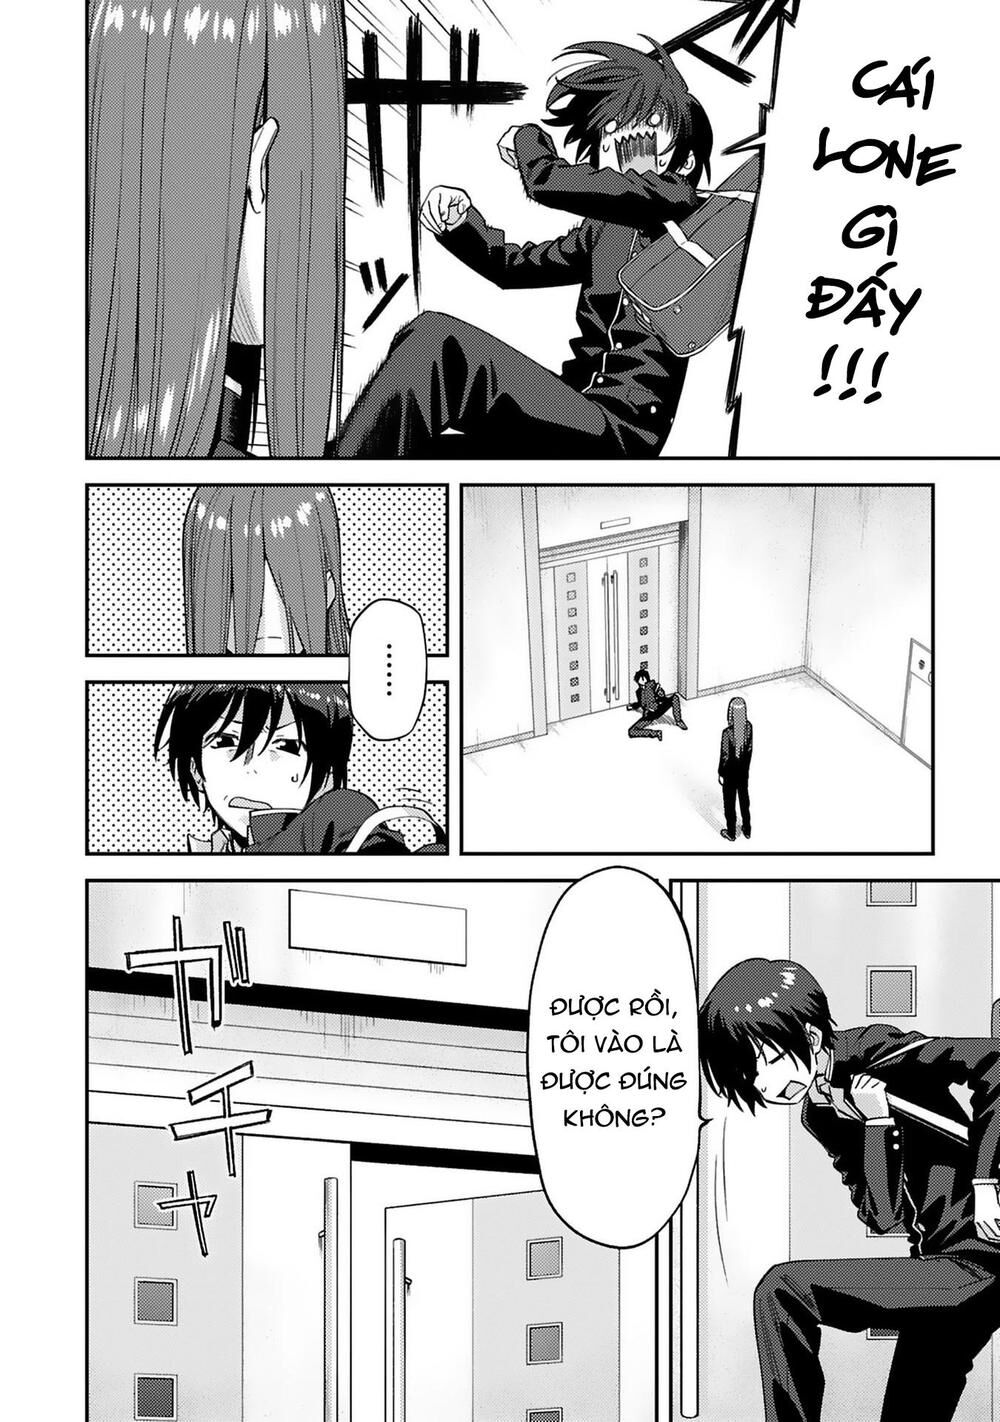 CÁI
LONE
GÌ
ĐẤY
!!!
......
ĐƯỢC RỒI,
TÔI VÀO LÀ
ĐƯỢC ĐÚNG
KHÔNG?
ガ
チャ